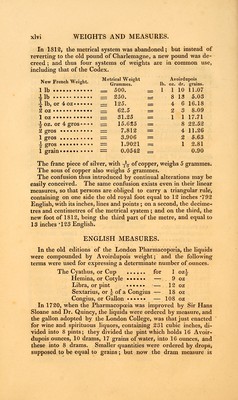 xlvi WEIGHTS AND MEASURES.
In 1812, the metrical system was abandoned; but instead of
reverting to the old pound of Charlemagne, a new pound was de-
creed; and thus four systems of weights are in common use,
including that of the Codex.
New French Weight. Metrical Weight Grammes. Avoirdupois lb. oz. dr. grains.
1 lb = 500. = 1 1 10 11.07
½ lb = 250. = 8 13 5.03
¼ lb, or 4 oz = 125. = 4 6 16.18
2 oz = 62.5 = 2 3 8.09
1 oz = 31.25 = 1 1 17.71
½ oz. or 4 gros = 15.625 = 8 22.52
2 gros = 7.812 = 4 11.26
1 gros = 3.906 = 2 5.63
½ gros = 1.9021 = 1 2.81
1 grain = 0.0542 = 0.90
The franc piece of silver, with 1/10 of copper, weighs 5 grammes.
The sous of copper also weighs 5 grammes.
The confusion thus introduced by continual alterations may be
easily conceived. The same confusion exists even in their linear
measures, so that persons are obliged to carry a triangular rule,
containing on one side the old royal foot equal to 12 inches ·792
English, with its inches, lines and points; on a second, the decime-
tres and centimetres of the metrical system; and on the third, the
new foot of 1812, being the third part of the metre, and equal to
13 inches ·123 English.
ENGLISH MEASURES.
In the old editions of the London Pharmacopœia, the liquids
were compounded by Avoirdupois weight; and the following
terms were used for expressing a determinate number of ounces.
The Cyathus, or Cup for 1 oz½
Hemina, or Cotyle — 9 oz
Libra, or pint — 12 oz
Sextarius, or ⅙ of a Congius — 18 oz
Congius, or Gallon — 108 oz
In 1720, when the Pharmacopœia was improved by Sir Hans
Sloane and Dr. Quincy, the liquids were ordered by measure, and
the gallon adopted by the London College, was that just enacted
for wine and spirituous liquors, containing 231 cubic inches, di-
vided into 8 pints; they divided the pint which holds 16 Avoir-
dupois ounces, 10 drams, 17 grains of water, into 16 ounces, and
these into 8 drams. Smaller quantities were ordered by drops,
supposed to be equal to grains; but now the dram measure is